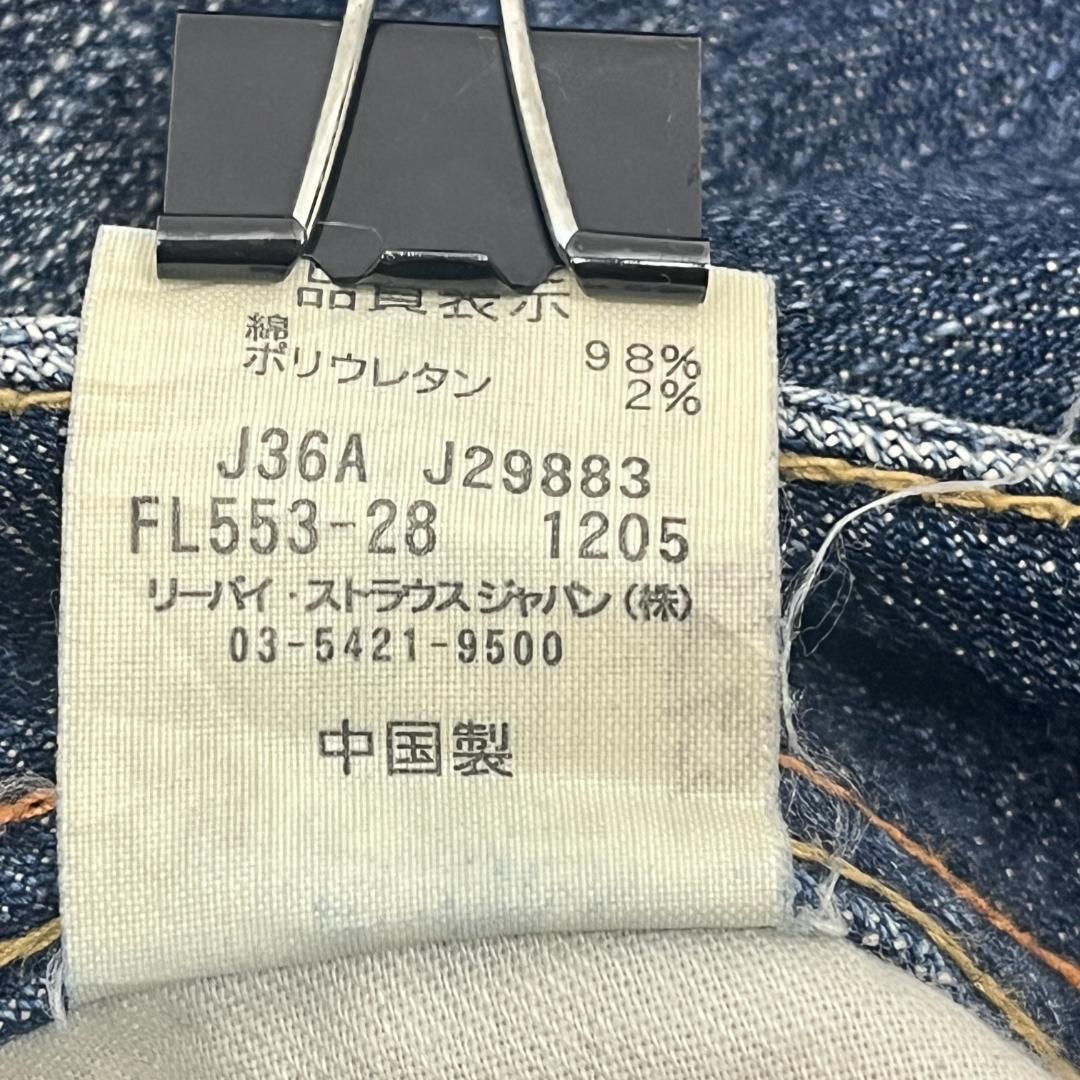 品質表示
綿 98%
ポリウレタン 2%
J36A J29883
FL553-28 1205
リーバイ・ストラウスジャパン(株)
03-5421-9500
中国製